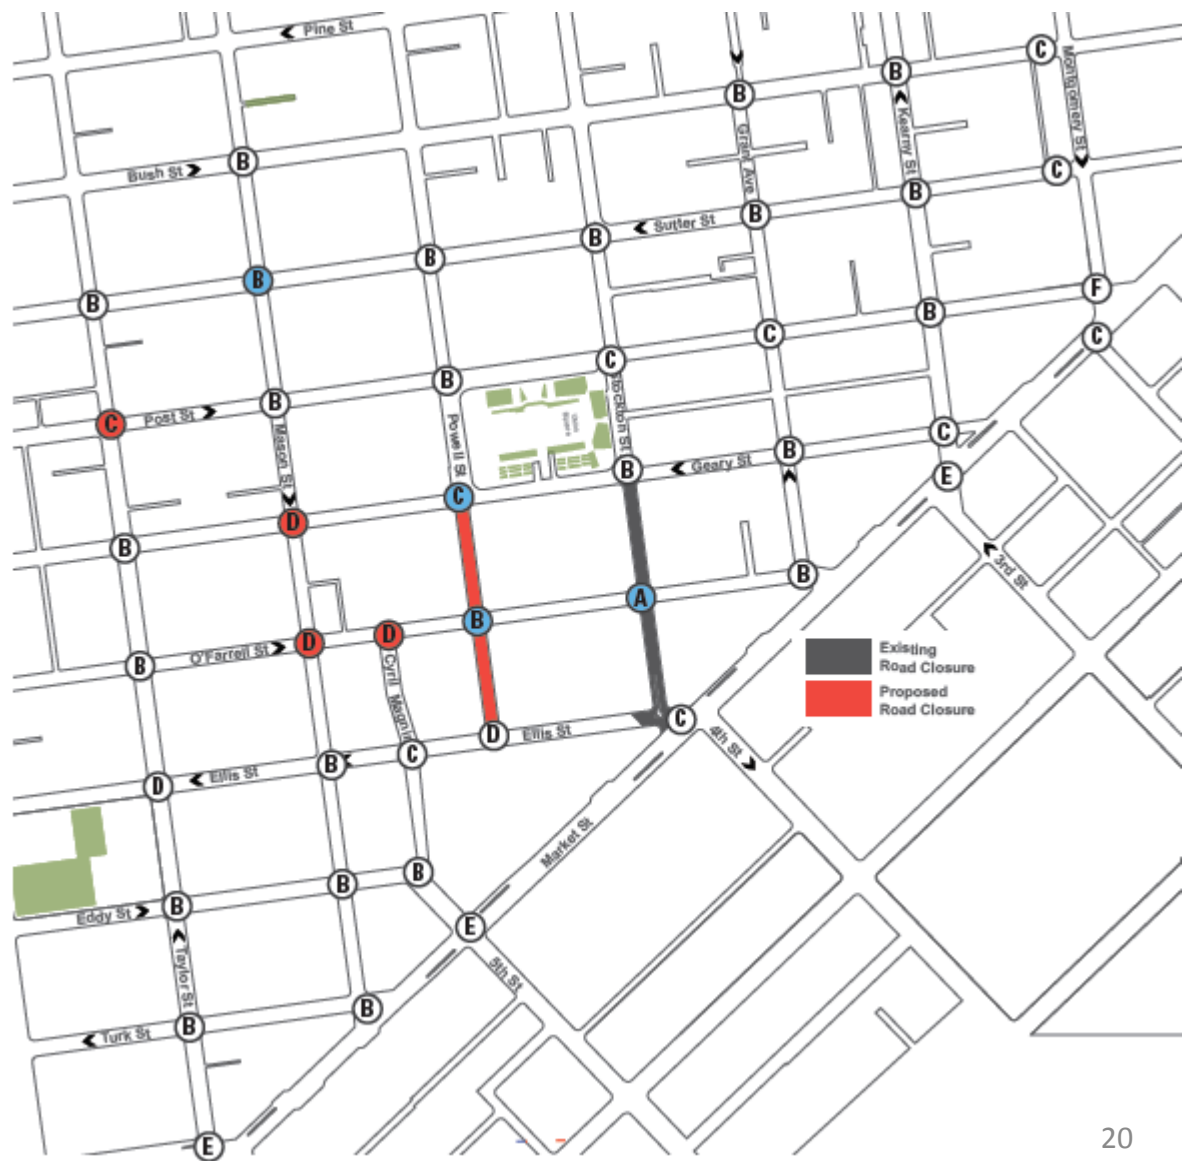 Pine St
C
B
B
Montgomery St
Kearny St
Grant Ave
B
Bush St
C
B
B
Sutter St
B
B
B
B
F
B
B
C
C
C
B
B
C
Post St
Stockton St
Mason St
Powell St
C
B
Geary St
B
E
C
D
B
3rd St
B
A
B
D
D
O'Farrell St
B
Existing
Road Closure
Cyril Magnin
Proposed
Road Closure
C
Ellis St
D
4th St
C
B
Ellis St
D
Market St
B
B
B
Eddy St
E
Taylor St
5th St
B
B
Turk St
E
20